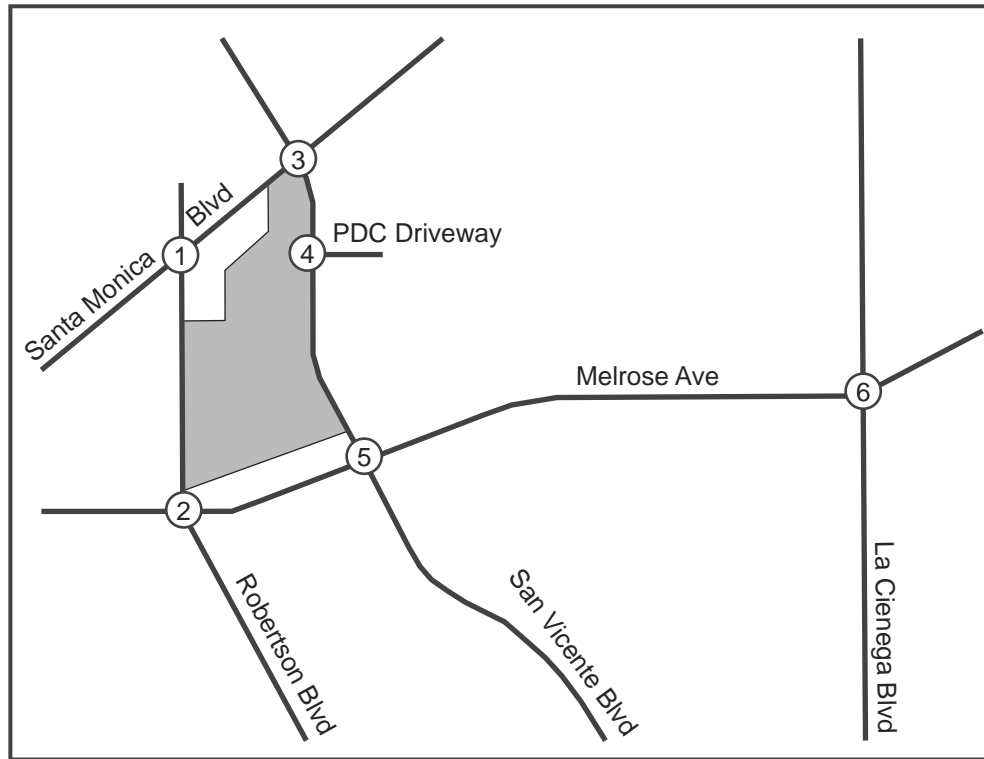 3
Santa Monica Blvd
1
4
PDC Driveway
Melrose Ave
6
5
2
Robertson Blvd
San Vicente Blvd
La Cienega Blvd